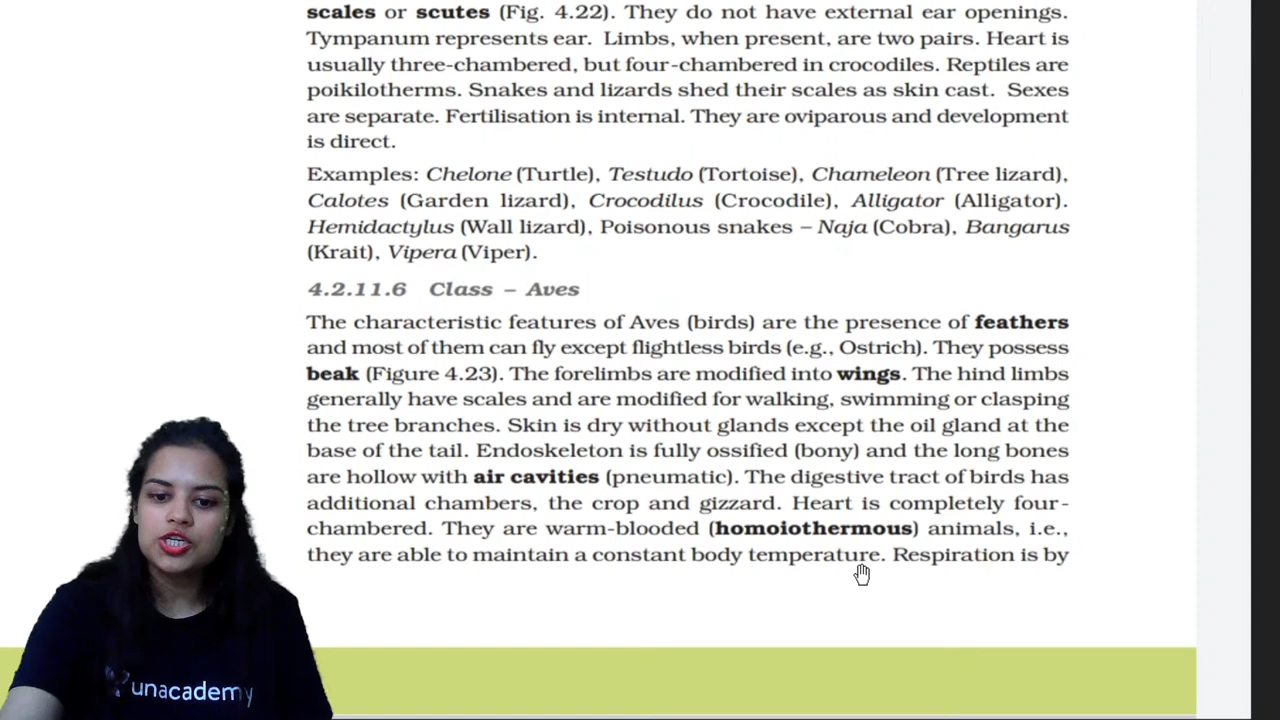 scales or scutes (Fig. 4.22). They do not have external ear openings.
Tympanum represents ear. Limbs, when present, are two pairs. Heart is
usually three-chambered, but four-chambered in crocodiles. Reptiles are
poikilotherms. Snakes and lizards shed their scales as skin cast. Sexes
are separate. Fertilisation is internal. They are oviparous and development
is direct.
Examples: Chelone (Turtle), Testudo (Tortoise), Chameleon (Tree lizard),
Calotes (Garden lizard), Crocodilus (Crocodile), Alligator (Alligator).
Hemidactylus (Wall lizard), Poisonous snakes – Naja (Cobra), Bangarus
(Krait), Vipera (Viper).
4.2.11.6 Class – Aves
The characteristic features of Aves (birds) are the presence of feathers
and most of them can fly except flightless birds (e.g., Ostrich). They possess
beak (Figure 4.23). The forelimbs are modified into wings. The hind limbs
generally have scales and are modified for walking, swimming or clasping
the tree branches. Skin is dry without glands except the oil gland at the
base of the tail. Endoskeleton is fully ossified (bony) and the long bones
are hollow with air cavities (pneumatic). The digestive tract of birds has
additional chambers, the crop and gizzard. Heart is completely four-
chambered. They are warm-blooded (homoiothermous) animals, i.e.,
they are able to maintain a constant body temperature. Respiration is by
unacademy